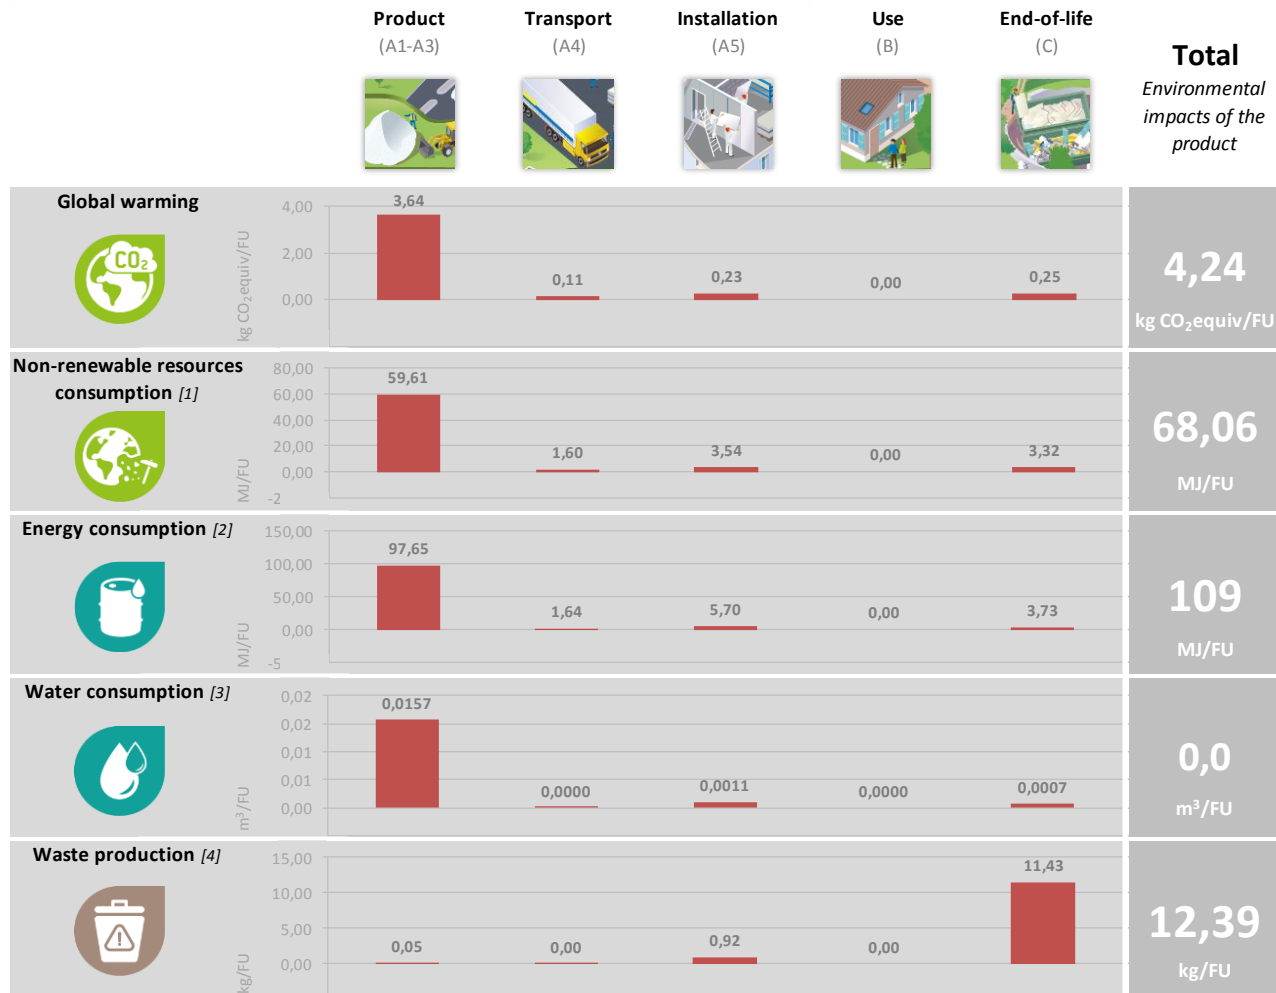 Product
(A1-A3)
Transport
(A4)
Installation
(A5)
Use
(B)
End-of-life
(C)
Total
Environmental
impacts of the
product
Global warming
CO2
kg CO2equiv/FU
4,00
2,00
0,00
3,64
0,11
0,23
0,00
0,25
4,24
kg CO2equiv/FU
Non-renewable resources
consumption [1]
MJ/FU
80,00
60,00
40,00
20,00
0,00
-2
59,61
1,60
3,54
0,00
3,32
68,06
MJ/FU
Energy consumption [2]
MJ/FU
150,00
100,00
50,00
0,00
-5
97,65
1,64
5,70
0,00
3,73
109
MJ/FU
Water consumption [3]
m³/FU
0,02
0,02
0,01
0,01
0,00
0,0157
0,0000
0,0011
0,0000
0,0007
0,0
m³/FU
Waste production [4]
kg/FU
15,00
10,00
5,00
0,00
0,05
0,00
0,92
0,00
11,43
12,39
kg/FU